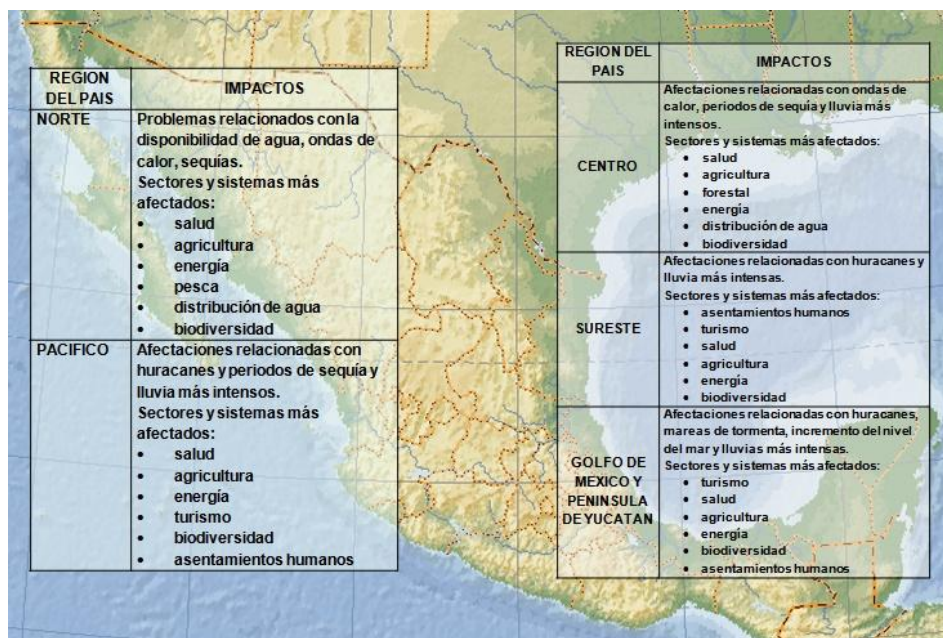 REGION
DEL PAIS
IMPACTOS
NORTE
Problemas relacionados con la
disponibilidad de agua, ondas de
calor, sequías.
Sectores y sistemas más
afectados:
• salud
• agricultura
• energía
• pesca
• distribución de agua
• biodiversidad
PACIFICO
Afectaciones relacionadas con
huracanes y periodos de sequía y
lluvia más intensos.
Sectores y sistemas más
afectados:
• salud
• agricultura
• energía
• turismo
• biodiversidad
• asentamientos humanos
REGION DEL
PAIS
IMPACTOS
CENTRO
Afectaciones relacionadas con ondas de
calor, periodos de sequía y lluvia más
intensos.
Sectores y sistemas más afectados:
• salud
• agricultura
• forestal
• energía
• distribución de agua
• biodiversidad
SURESTE
Afectaciones relacionadas con huracanes y
lluvia más intensas.
Sectores y sistemas más afectados:
• asentamientos humanos
• turismo
• salud
• agricultura
• energía
• biodiversidad
GOLFO DE
MEXICO Y
PENINSULA
DE YUCATAN
Afectaciones relacionadas con huracanes,
mareas de tormenta, incremento del nivel
del mar y lluvias más intensas.
Sectores y sistemas más afectados:
• turismo
• salud
• agricultura
• energía
• biodiversidad
• asentamientos humanos